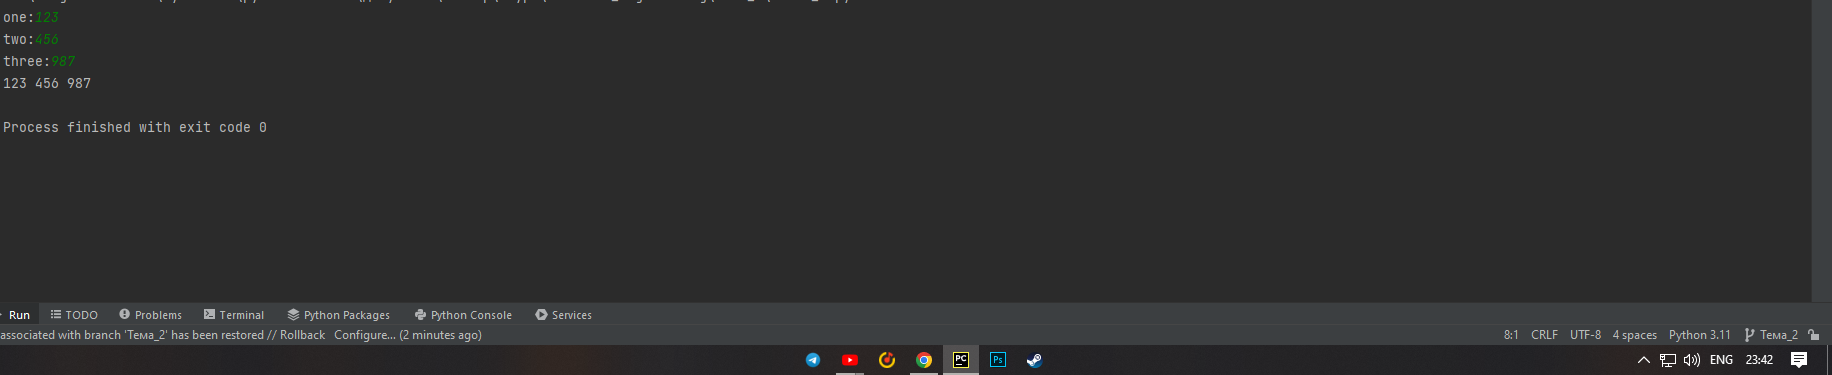 one:123
two:456
three:987
123 456 987
Process finished with exit code 0
Run TODO Problems Terminal Python Packages Python Console Services
associated with branch 'Тема_2' has been restored // Rollback Configure... (2 minutes ago) 8:1 CRLF UTF-8 4 spaces Python 3.11 Тема_2
PC Ps ENG 23:42